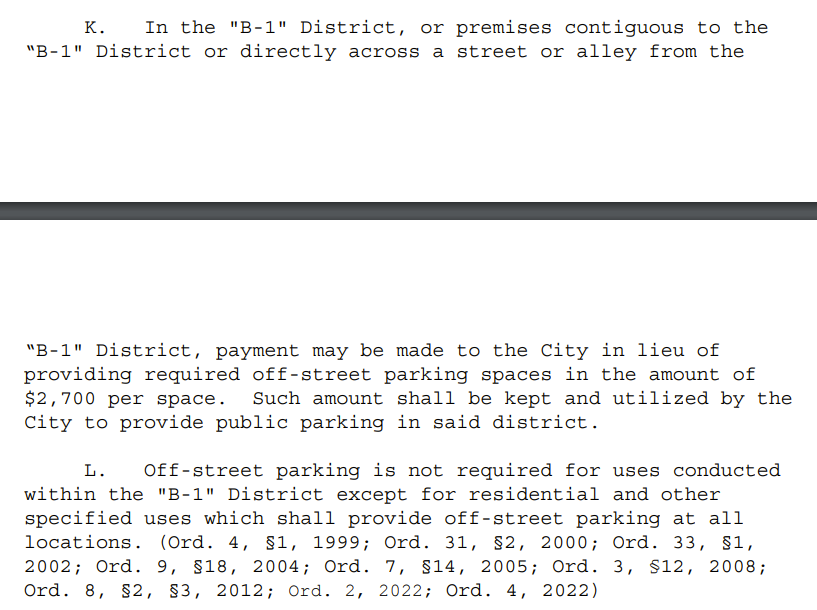 K. In the "B-1" District, or premises contiguous to the
"B-1" District or directly across a street or alley from the
"B-1" District, payment may be made to the City in lieu of
providing required off-street parking spaces in the amount of
$2,700 per space. Such amount shall be kept and utilized by the
City to provide public parking in said district.
L. Off-street parking is not required for uses conducted
within the "B-1" District except for residential and other
specified uses which shall provide off-street parking at all
locations. (Ord. 4, §1, 1999; Ord. 31, §2, 2000; Ord. 33, §1,
2002; Ord. 9, §18, 2004; Ord. 7, §14, 2005; Ord. 3, §12, 2008;
Ord. 8, §2, §3, 2012; Ord. 2, 2022; Ord. 4, 2022)